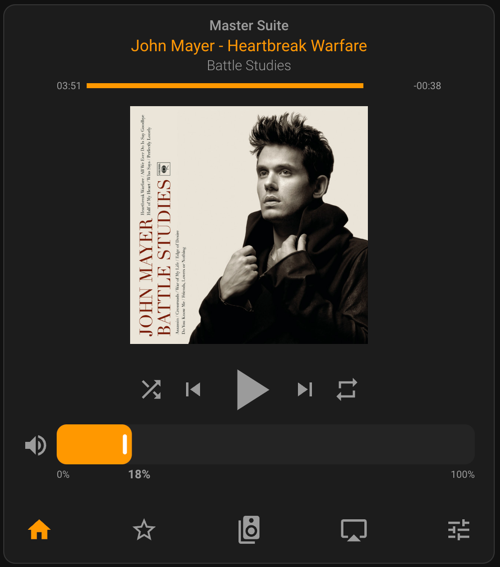 Master Suite
John Mayer - Heartbreak Warfare
Battle Studies
03:51
-00:38
JOHN MAYER
BATTLE STUDIES
Heartbreak Warfare / All We Ever Do Is Say Goodbye
Half of My Heart / Who Says / Perfectly Lonely
Assassin / Crossroads / War of My Life / Edge of Desire
Do You Know Me / Friends, Lovers or Nothing
0%
18%
100%